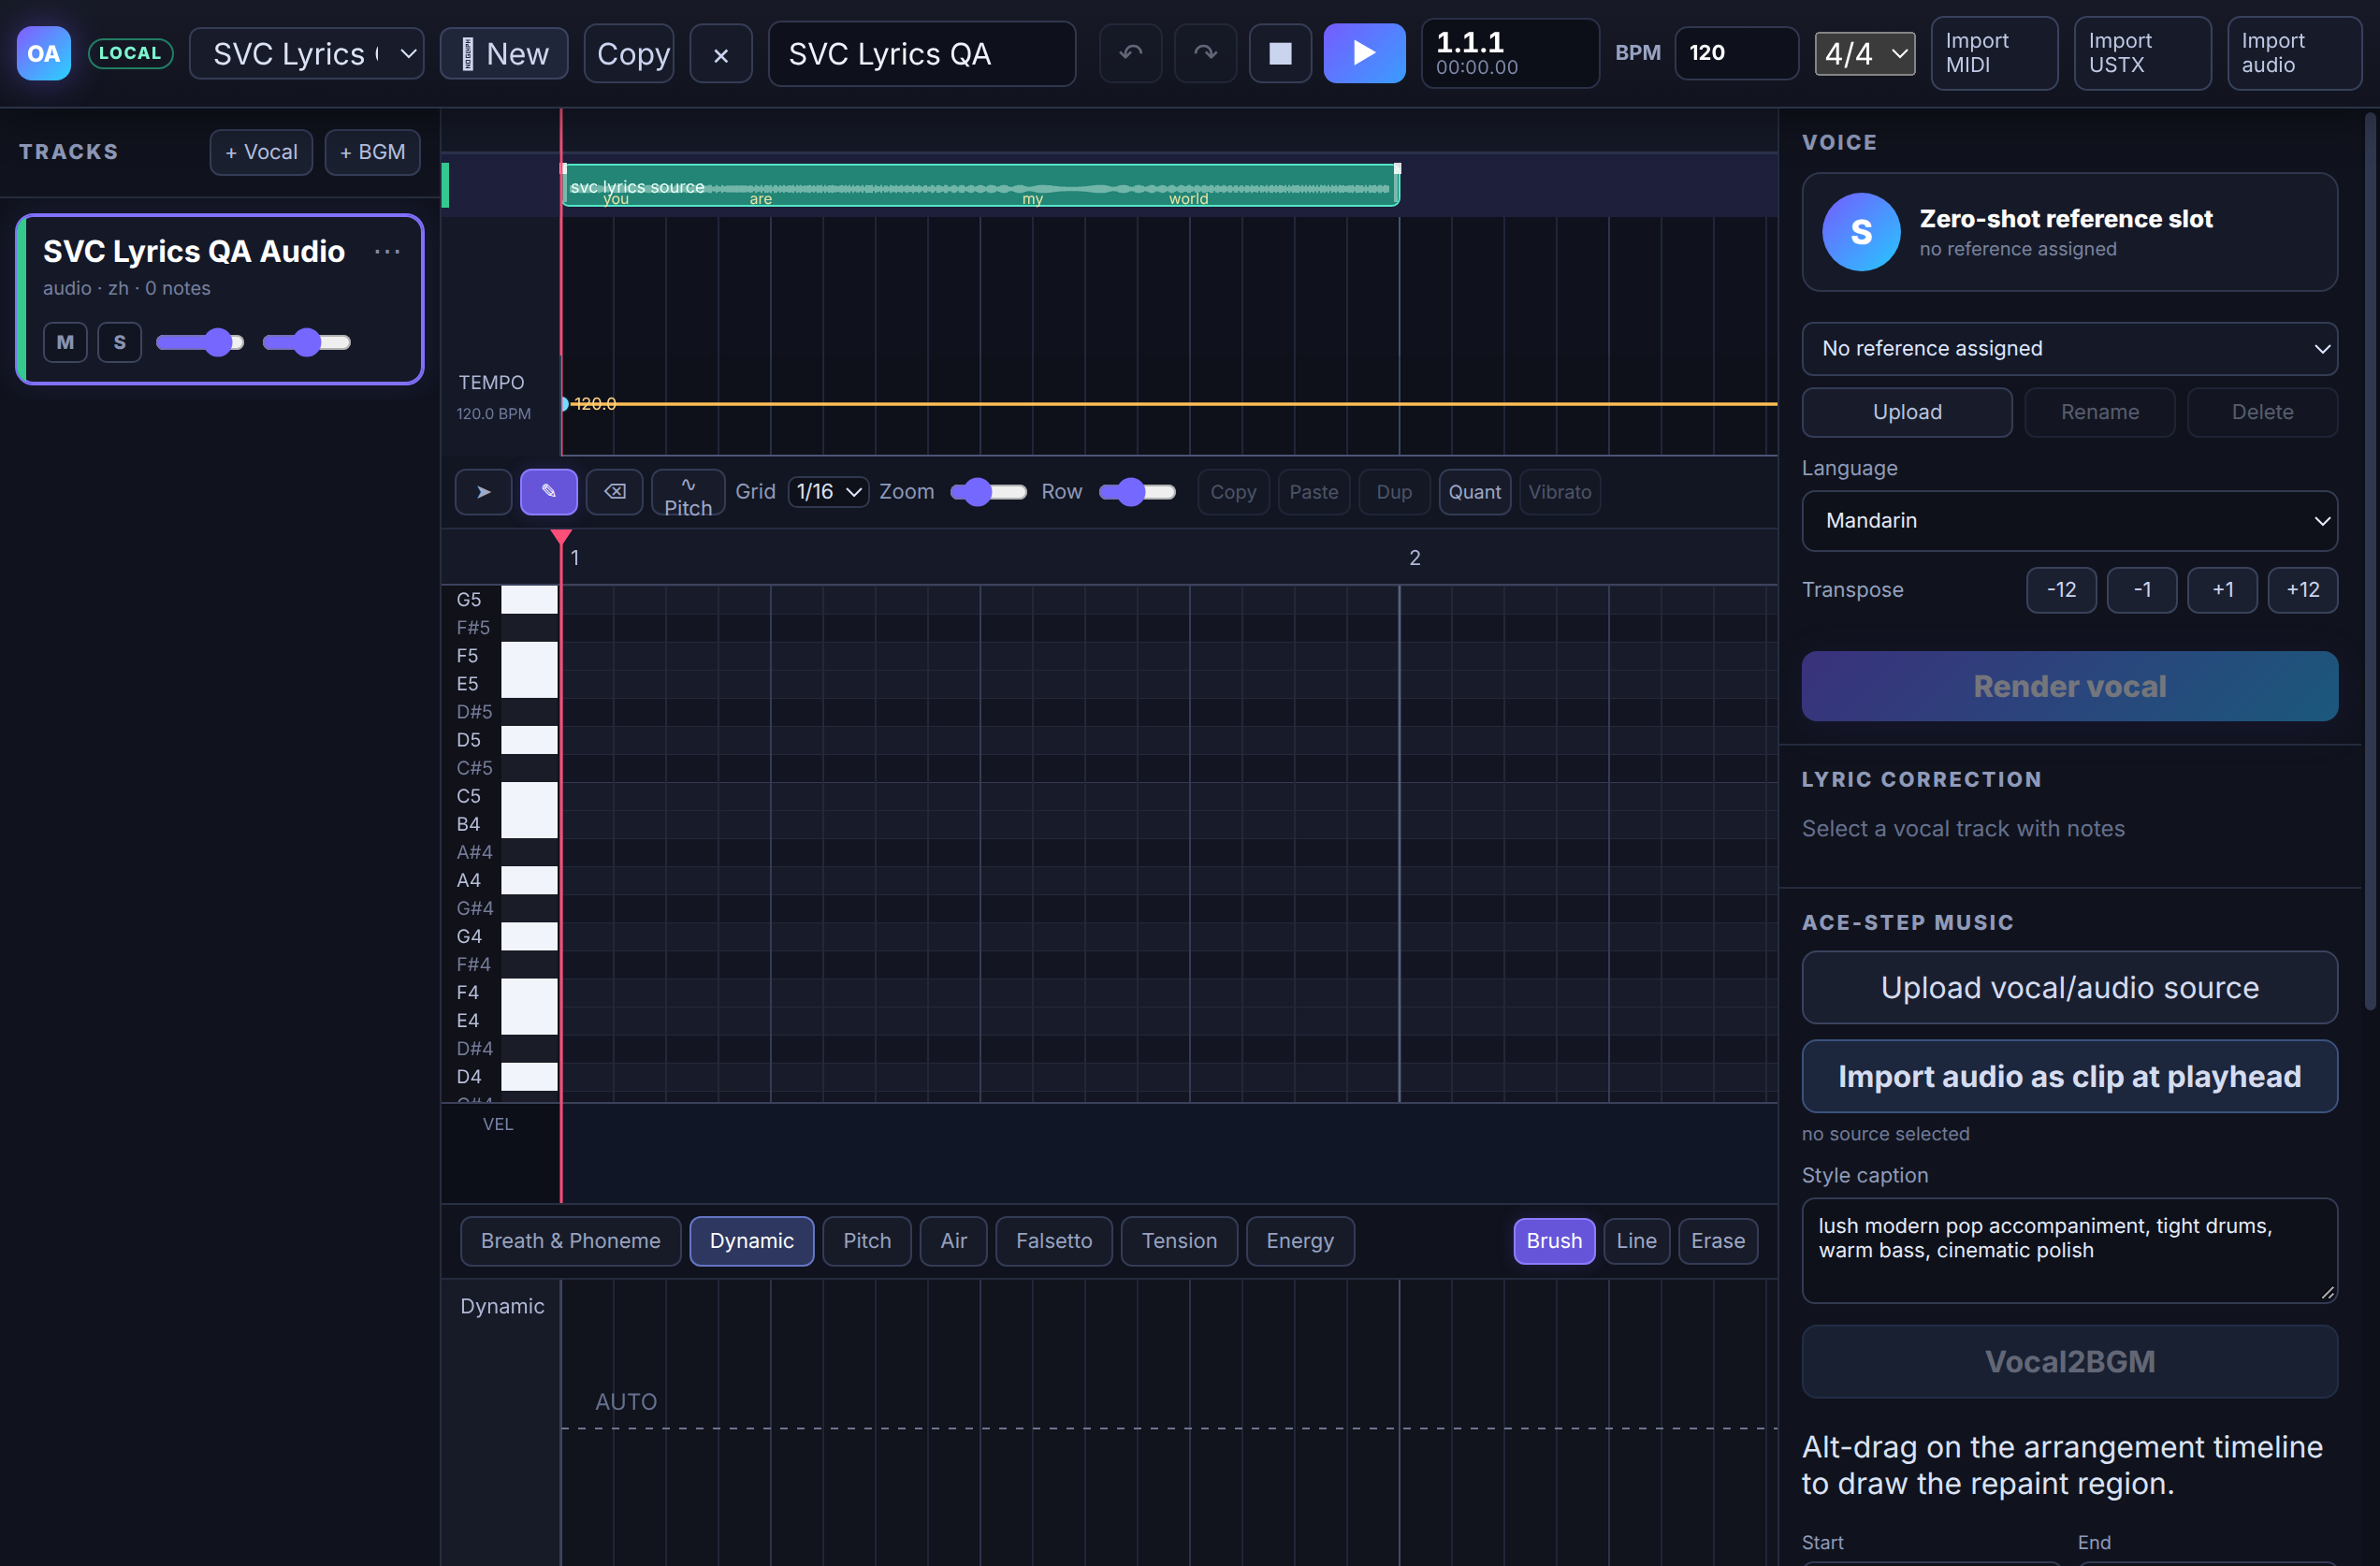 OA
LOCAL
SVC Lyrics
New
Copy
×
SVC Lyrics QA
1.1.1
00:00.00
BPM
120
4/4
Import
MIDI
Import
USTX
Import
audio
TRACKS
+ Vocal
+ BGM
SVC Lyrics QA Audio
...
audio · zh · 0 notes
M
S
svc lyrics source
you are my world
TEMPO
120.0 BPM
120.0
∿
Pitch
Grid
1/16
Zoom
Row
Copy
Paste
Dup
Quant
Vibrato
1
2
G5
F#5
F5
E5
D#5
D5
C#5
C5
B4
A#4
A4
G#4
G4
F#4
F4
E4
D#4
D4
C#4
VEL
Breath & Phoneme
Dynamic
Pitch
Air
Falsetto
Tension
Energy
Brush
Line
Erase
Dynamic
AUTO
VOICE
S
Zero-shot reference slot
no reference assigned
No reference assigned
Upload
Rename
Delete
Language
Mandarin
Transpose
-12
-1
+1
+12
Render vocal
LYRIC CORRECTION
Select a vocal track with notes
ACE-STEP MUSIC
Upload vocal/audio source
Import audio as clip at playhead
no source selected
Style caption
lush modern pop accompaniment, tight drums,
warm bass, cinematic polish
Vocal2BGM
Alt-drag on the arrangement timeline
to draw the repaint region.
Start
End